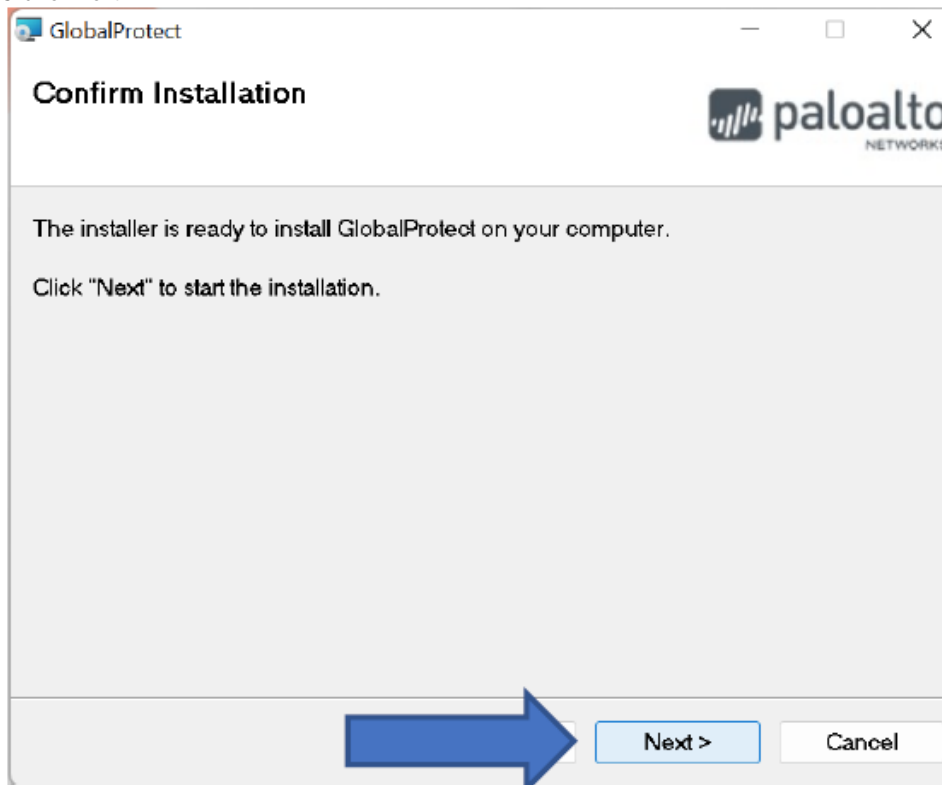 GlobalProtect
Confirm Installation
paloalto
NETWORKS
The installer is ready to install GlobalProtect on your computer.
Click "Next" to start the installation.
Next >
Cancel